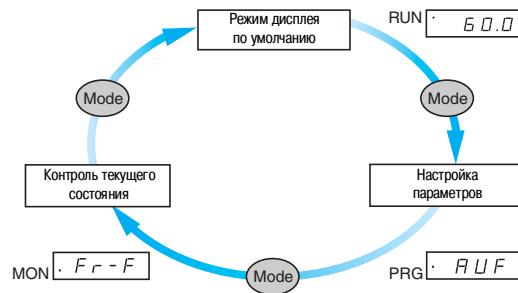 Режим дисплея
по умолчанию
RUN 60.0
Mode
Mode
Контроль текущего
состояния
Настройка
параметров
MON Fr-F
Mode
PRG AUF